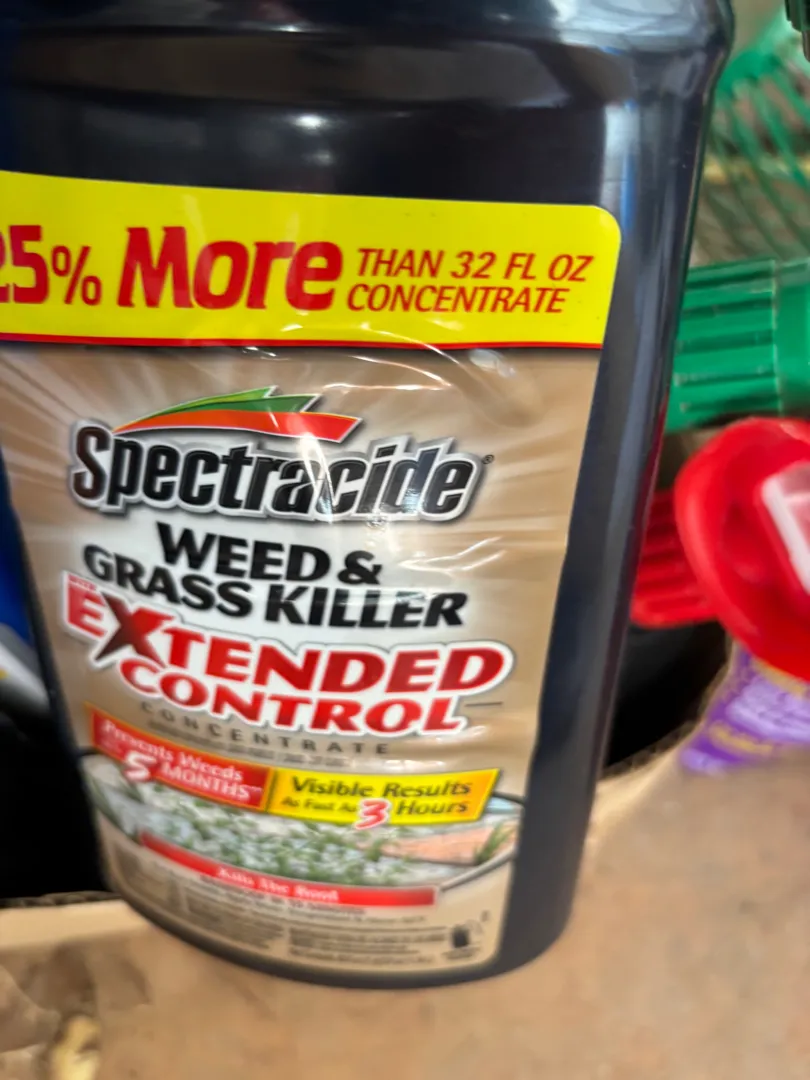 25% More THAN 32 FL OZ
CONCENTRATE
Spectracide®
WEED &
GRASS KILLER
WITH
EXTENDED
CONTROL
CONCENTRATE
Prevents Weeds
5 MONTHS
Visible Results
As Fast As 3 Hours
Kills The Root